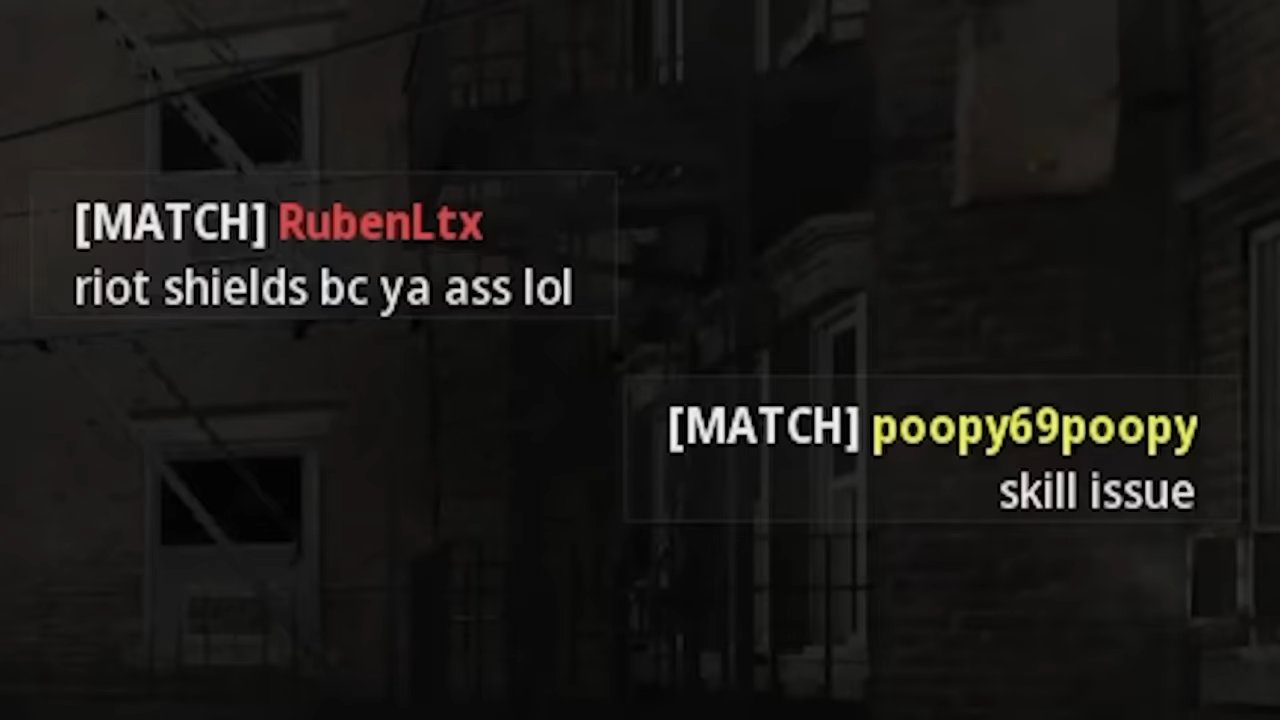 [MATCH] RubenLtx
riot shields bc ya ass lol
[MATCH] poopy69poopy
skill issue